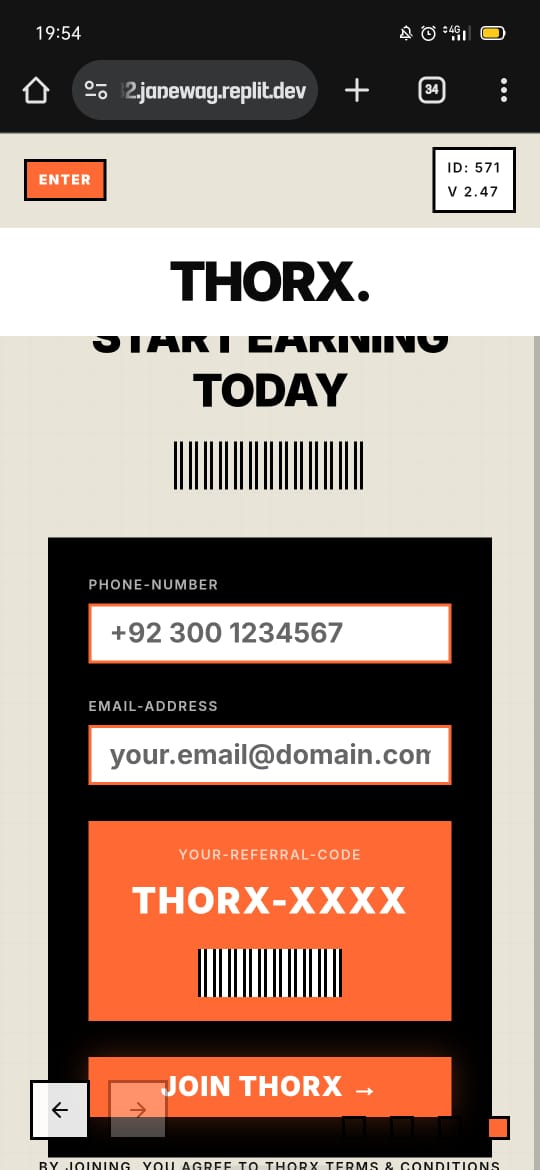 19:54
4G
2.janewag.replit.dev
34
ENTER
ID: 571
V 2.47
THORX.
START EARNING
TODAY
PHONE-NUMBER
+92 300 1234567
EMAIL-ADDRESS
your.email@domain.com
YOUR-REFERRAL-CODE
THORX-XXXX
JOIN THORX →
BY JOINING, YOU AGREE TO THORX TERMS & CONDITIONS